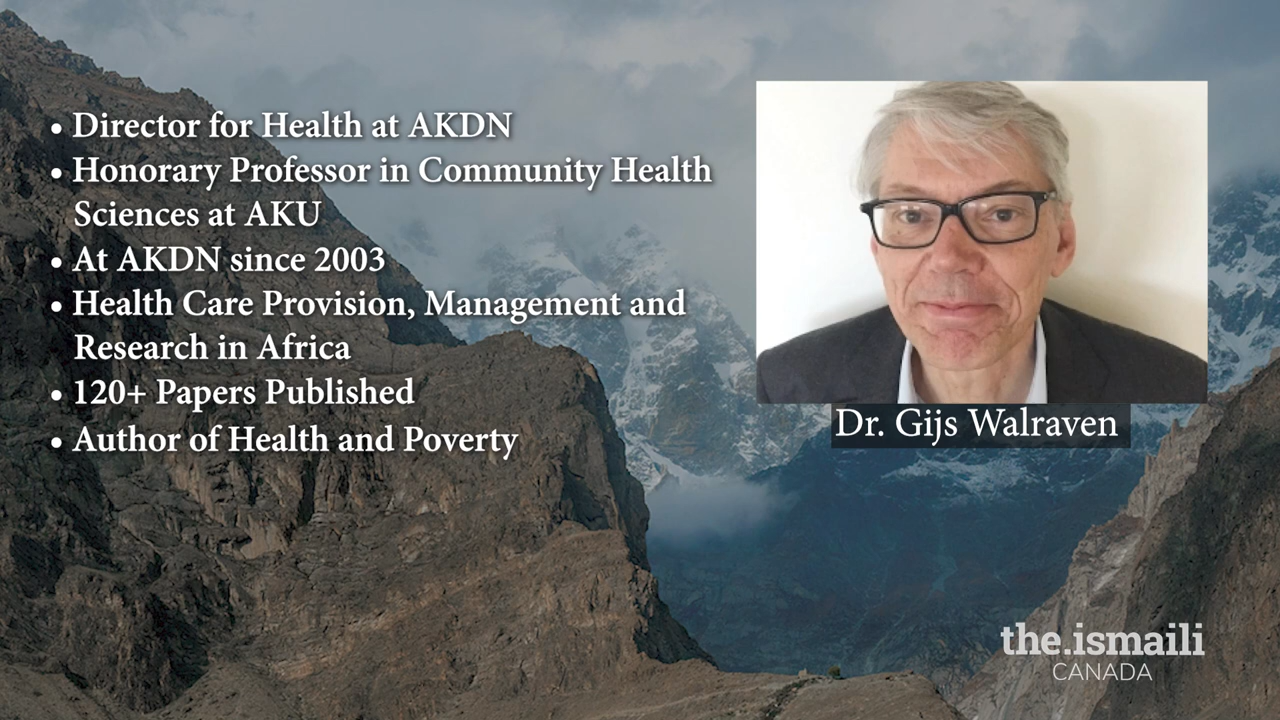 • Director for Health at AKDN
• Honorary Professor in Community Health
Sciences at AKU
• At AKDN since 2003
• Health Care Provision, Management and
Research in Africa
• 120+ Papers Published
• Author of Health and Poverty
Dr. Gijs Walraven
the.ismaili
CANADA